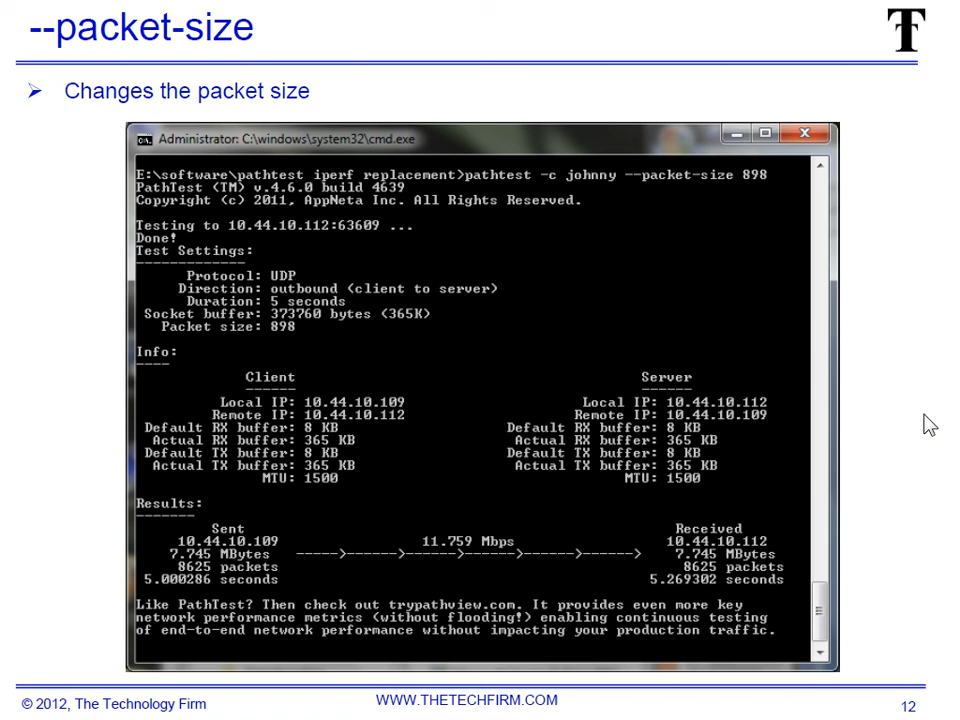 --packet-size
Changes the packet size
Administrator: C:\windows\system32\cmd.exe
E:\software\pathtest iperf replacement>pathtest -c johnny --packet-size 898
PathTest (TM) v.4.6.0 build 4639
Copyright (c) 2011, AppNeta Inc. All Rights Reserved.
Testing to 10.44.10.112:63609 ...
Done!
Test Settings:
-------------
Protocol: UDP
Direction: outbound (client to server)
Duration: 5 seconds
Socket buffer: 373760 bytes (365K)
Packet size: 898
Info:
----
Client Server
------ ------
Local IP: 10.44.10.109 Local IP: 10.44.10.112
Remote IP: 10.44.10.112 Remote IP: 10.44.10.109
Default RX buffer: 8 KB Default RX buffer: 8 KB
Actual RX buffer: 365 KB Actual RX buffer: 365 KB
Default TX buffer: 8 KB Default TX buffer: 8 KB
Actual TX buffer: 365 KB Actual TX buffer: 365 KB
MTU: 1500 MTU: 1500
Results:
-------
Sent Received
10.44.10.109 11.759 Mbps 10.44.10.112
7.745 MBytes ----->------>------>------>------>------> 7.745 MBytes
8625 packets 8625 packets
5.000286 seconds 5.269302 seconds
Like PathTest? Then check out trypathview.com. It provides even more key
network performance metrics (without flooding!) enabling continuous testing
of end-to-end network performance without impacting your production traffic.
© 2012, The Technology Firm WWW.THETECHFIRM.COM 12